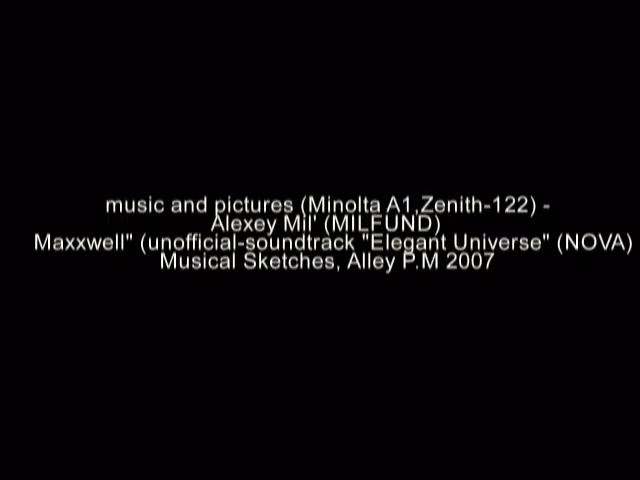 music and pictures (Minolta A1,Zenith-122) -
Alexey Mil' (MILFUND)
Maxxwell" (unofficial-soundtrack "Elegant Universe" (NOVA)
Musical Sketches, Alley P.M 2007